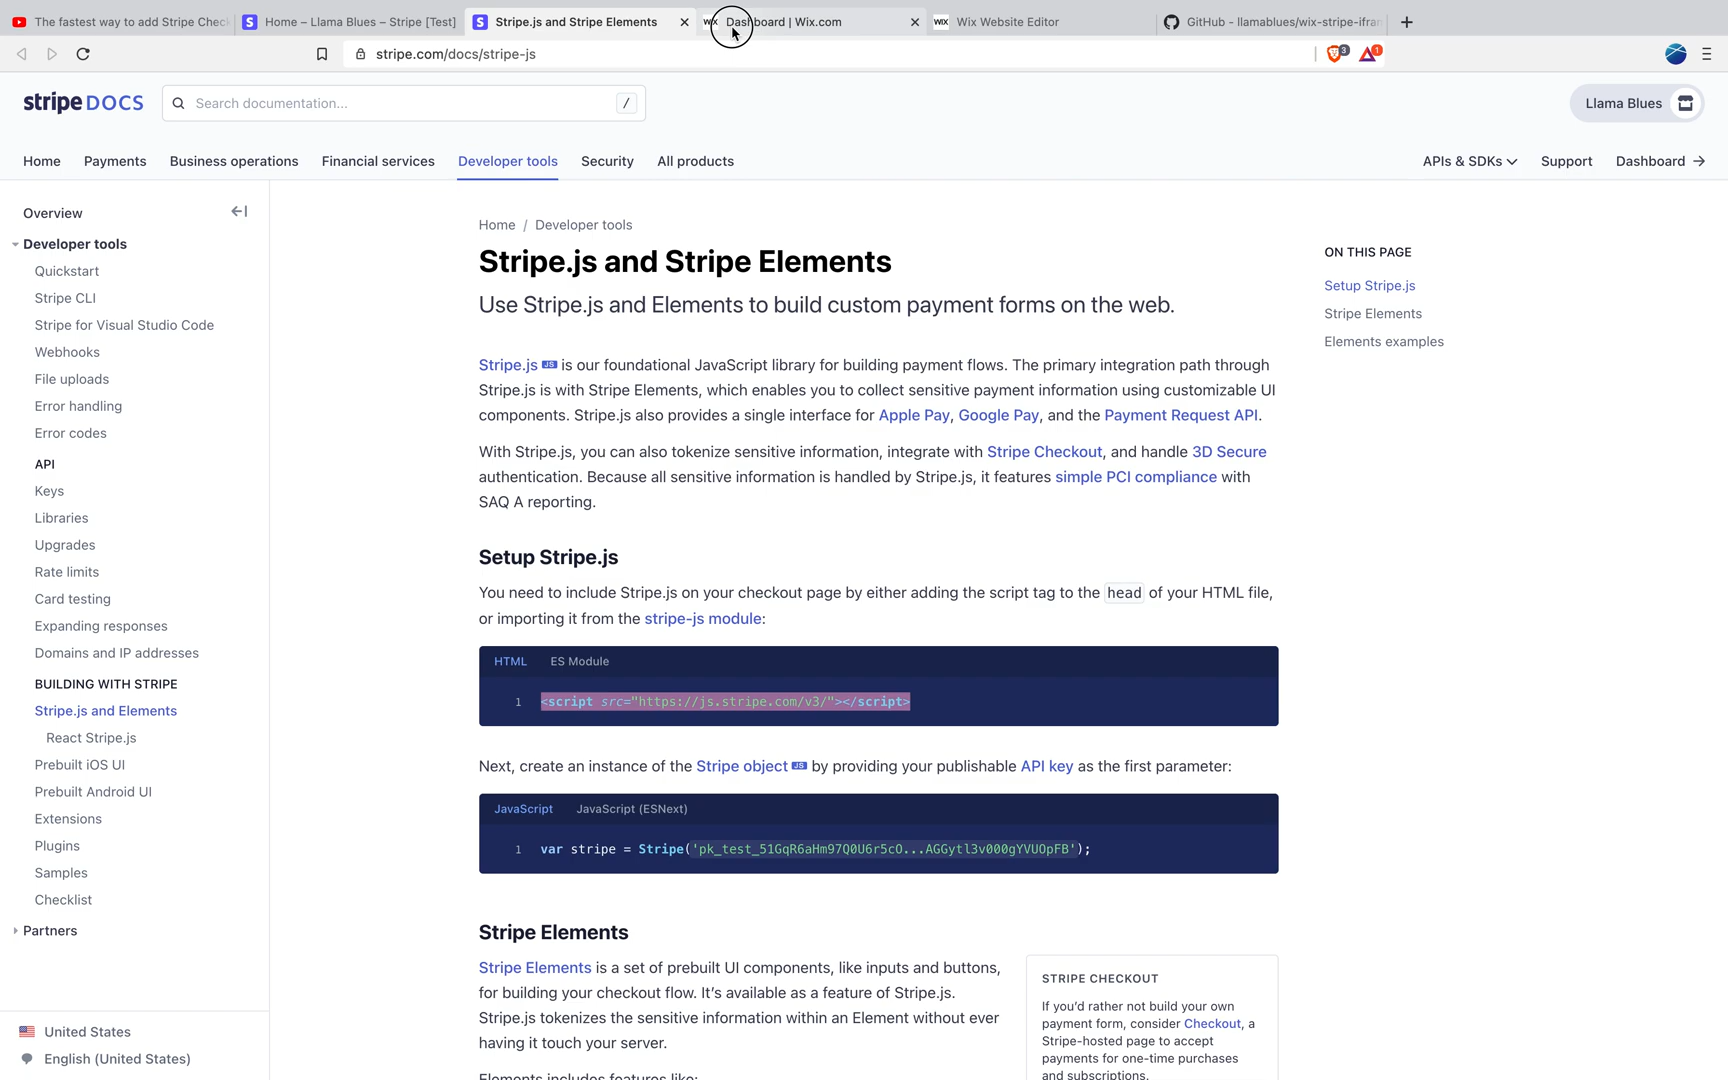 The fastest way to add Stripe Chec
Home – Llama Blues – Stripe [Test]
Stripe.js and Stripe Elements
WIX Dashboard | Wix.com
WIX Wix Website Editor
GitHub - llamablues/wix-stripe-ifran
stripe.com/docs/stripe-js
3
1
stripe DOCS
Search documentation...
/
Llama Blues
Home
Payments
Business operations
Financial services
Developer tools
Security
All products
APIs & SDKs
Support
Dashboard →
Overview
Developer tools
Quickstart
Stripe CLI
Stripe for Visual Studio Code
Webhooks
File uploads
Error handling
Error codes
API
Keys
Libraries
Upgrades
Rate limits
Card testing
Expanding responses
Domains and IP addresses
BUILDING WITH STRIPE
Stripe.js and Elements
React Stripe.js
Prebuilt iOS UI
Prebuilt Android UI
Extensions
Plugins
Samples
Checklist
Partners
United States
English (United States)
Home / Developer tools
Stripe.js and Stripe Elements
Use Stripe.js and Elements to build custom payment forms on the web.
Stripe.js JS is our foundational JavaScript library for building payment flows. The primary integration path through
Stripe.js is with Stripe Elements, which enables you to collect sensitive payment information using customizable UI
components. Stripe.js also provides a single interface for Apple Pay, Google Pay, and the Payment Request API.
With Stripe.js, you can also tokenize sensitive information, integrate with Stripe Checkout, and handle 3D Secure
authentication. Because all sensitive information is handled by Stripe.js, it features simple PCI compliance with
SAQ A reporting.
Setup Stripe.js
You need to include Stripe.js on your checkout page by either adding the script tag to the head of your HTML file,
or importing it from the stripe-js module:
HTML
ES Module
1 <script src="https://js.stripe.com/v3/"></script>
Next, create an instance of the Stripe object JS by providing your publishable API key as the first parameter:
JavaScript
JavaScript (ESNext)
1 var stripe = Stripe('pk_test_51GqR6aHm97Q0U6r5cO...AGGytl3v000gYVUOpFB');
Stripe Elements
Stripe Elements is a set of prebuilt UI components, like inputs and buttons,
for building your checkout flow. It's available as a feature of Stripe.js.
Stripe.js tokenizes the sensitive information within an Element without ever
having it touch your server.
Elements includes features like:
STRIPE CHECKOUT
If you'd rather not build your own
payment form, consider Checkout, a
Stripe-hosted page to accept
payments for one-time purchases
and subscriptions.
ON THIS PAGE
Setup Stripe.js
Stripe Elements
Elements examples